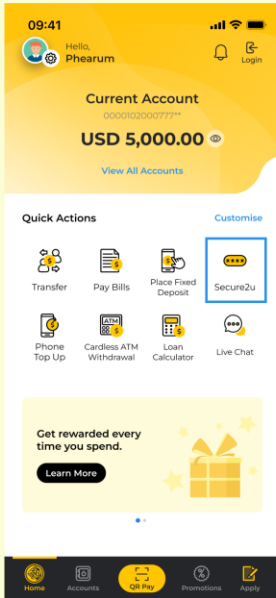 09:41
Hello,
Phearum
Login
Current Account
0000102000777**
USD 5,000.00
View All Accounts
Quick Actions
Customise
Transfer
Pay Bills
Place Fixed
Deposit
Secure2u
Phone
Top Up
ATM
Cardless ATM
Withdrawal
Loan
Calculator
Live Chat
Get rewarded every
time you spend.
Learn More
Home
Accounts
QR Pay
Promotions
Apply